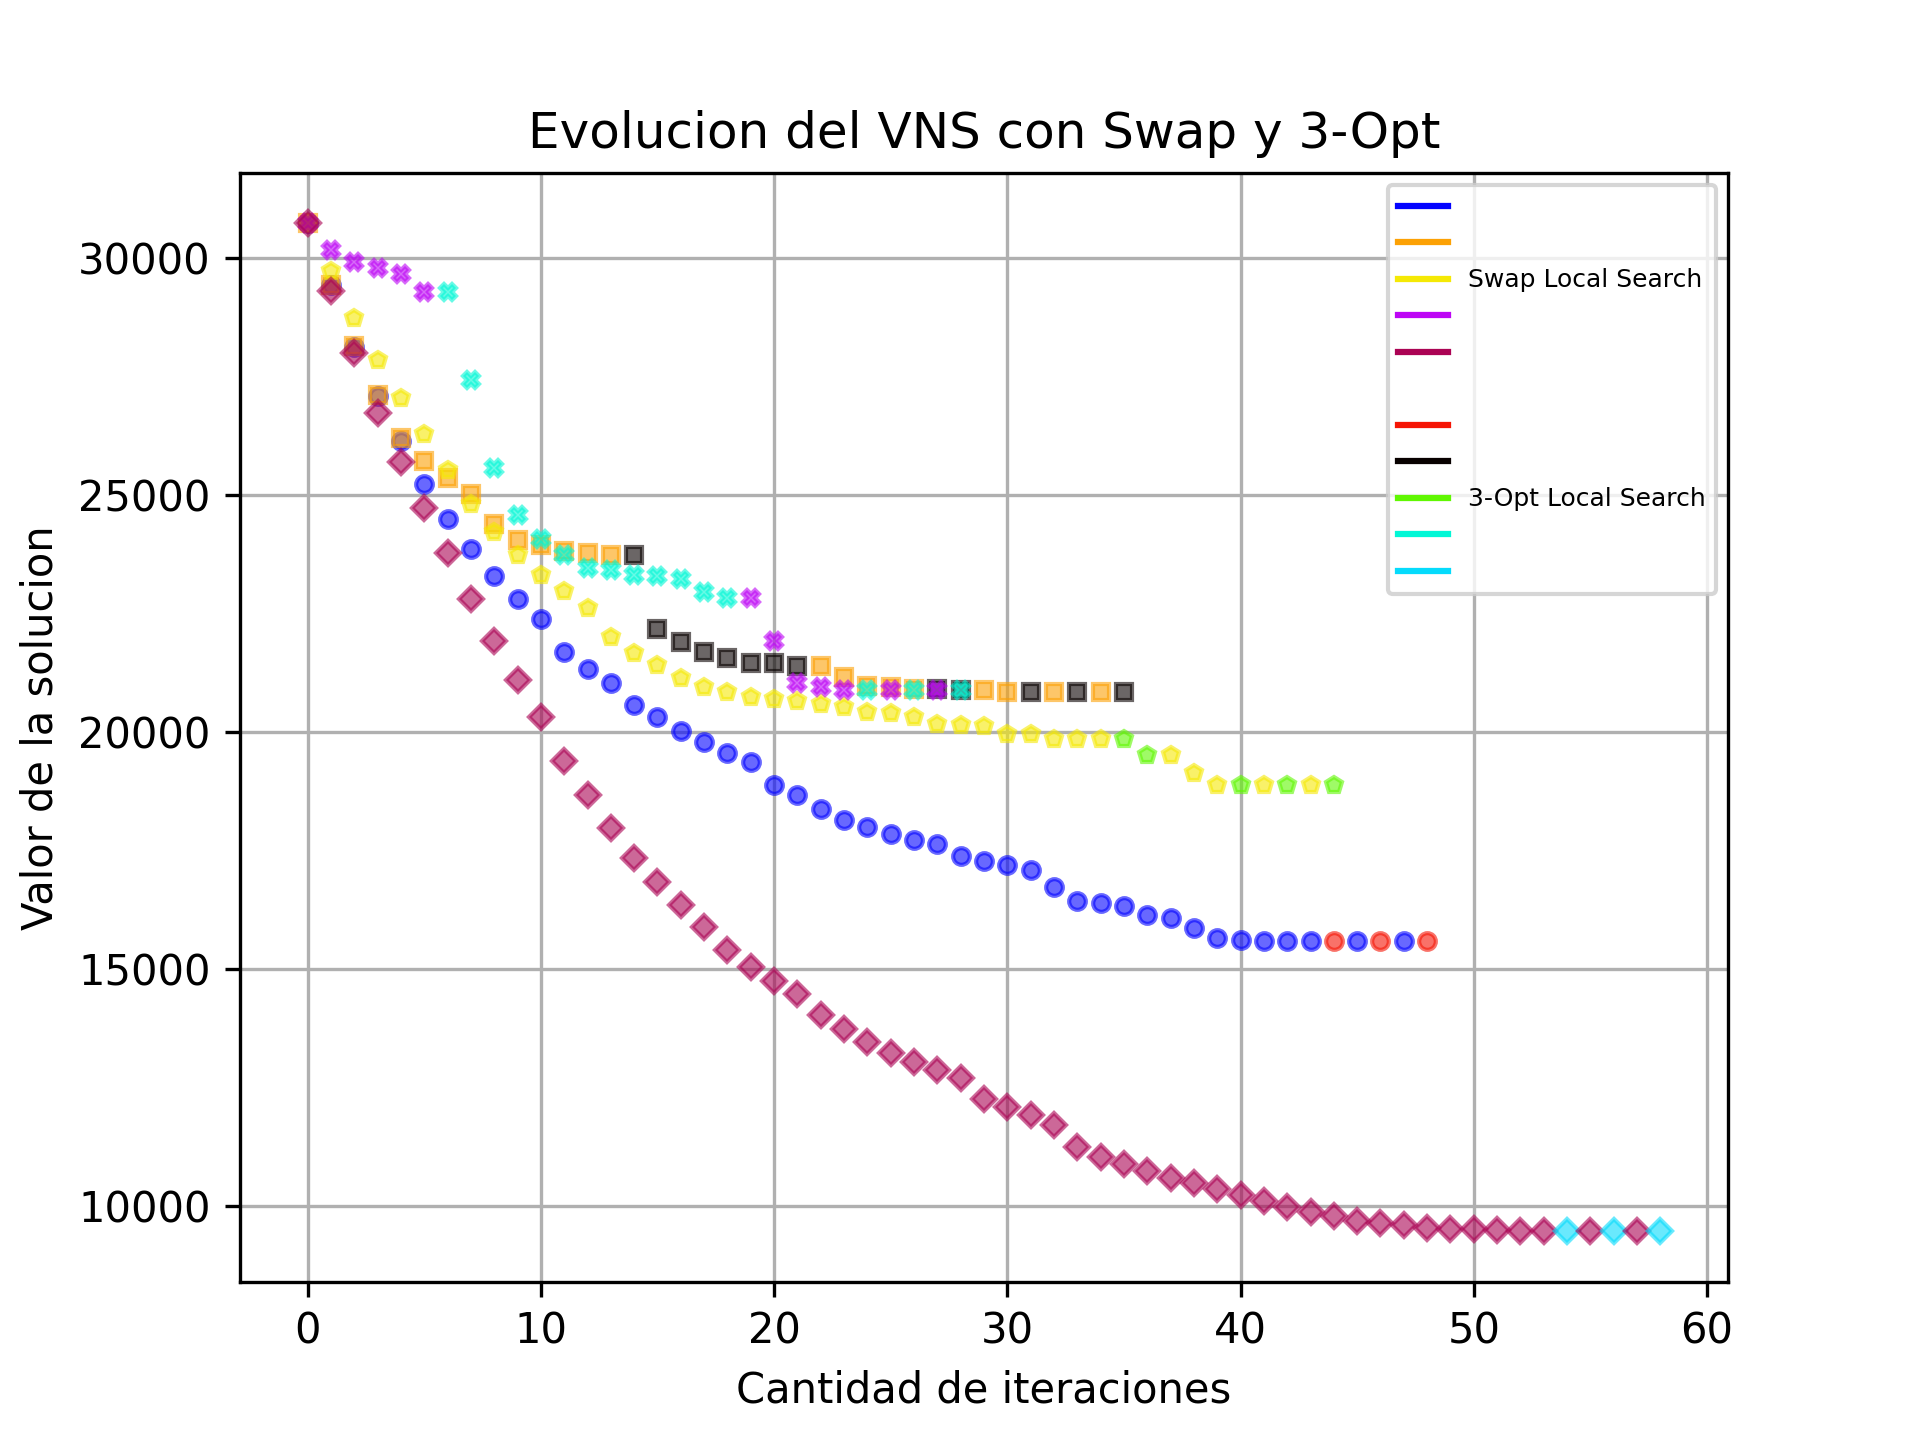 Evolucion del VNS con Swap y 3-Opt
Valor de la solucion
30000
25000
20000
15000
10000
Swap Local Search
3-Opt Local Search
0 10 20 30 40 50 60
Cantidad de iteraciones